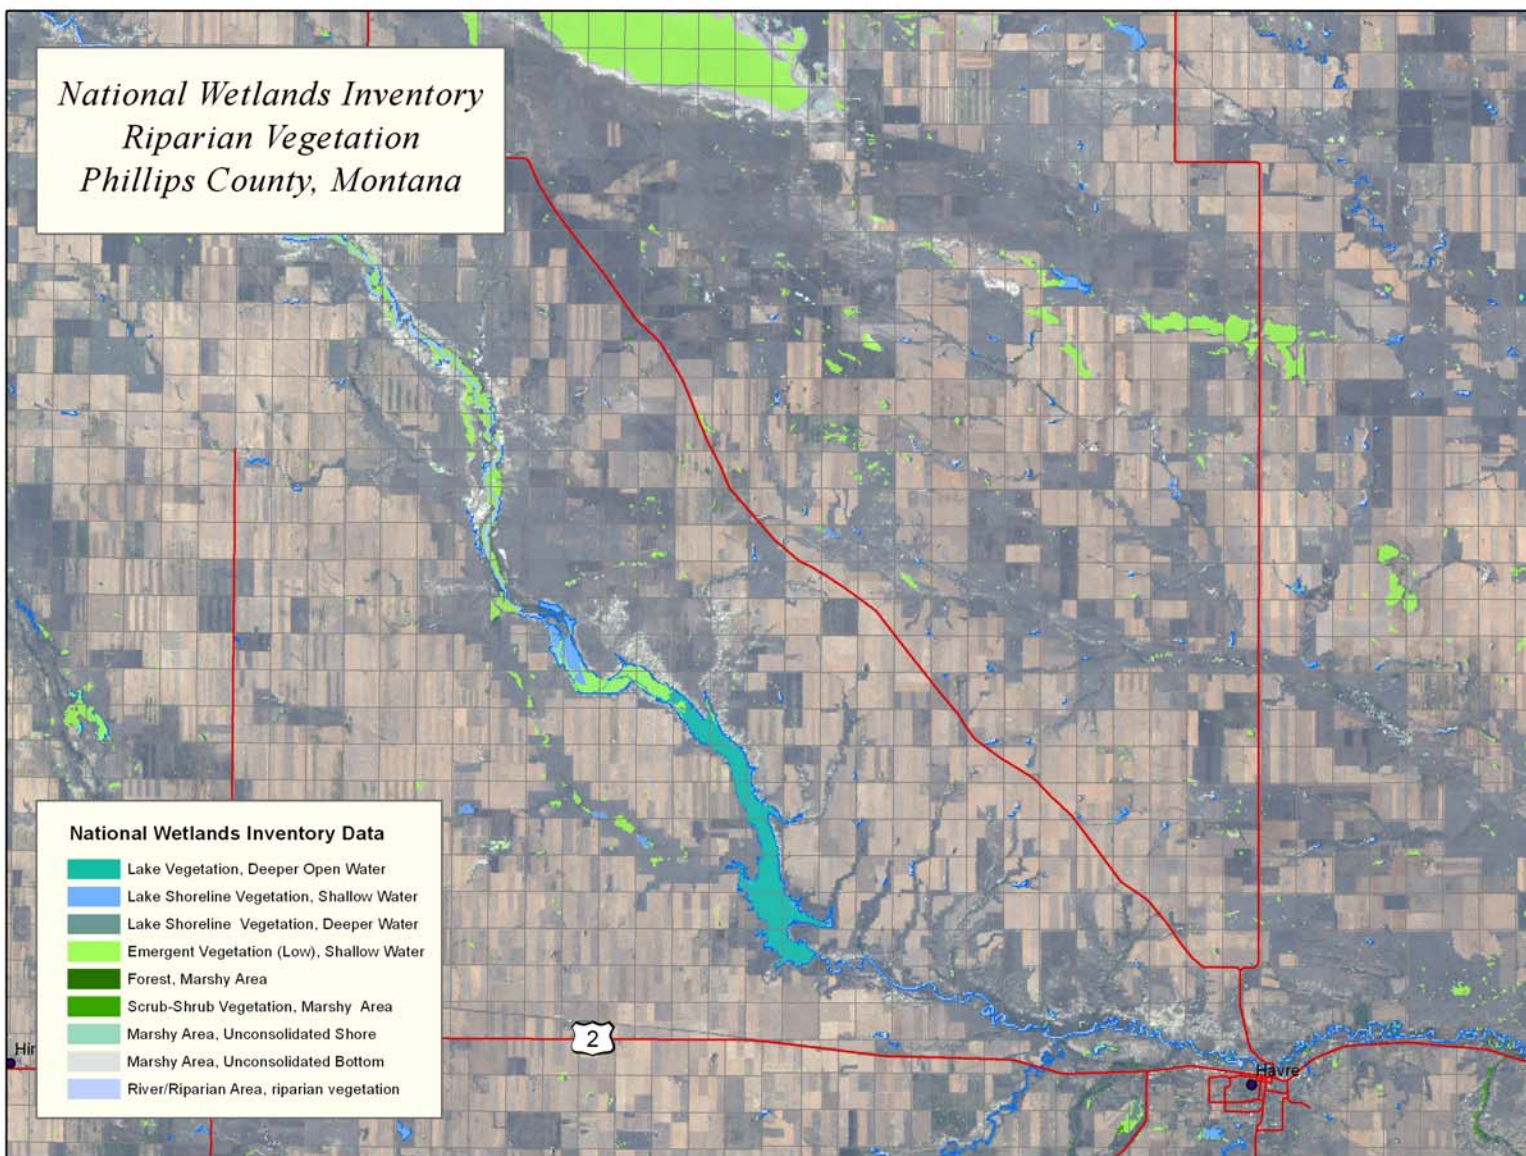 National Wetlands Inventory
Riparian Vegetation
Phillips County, Montana
National Wetlands Inventory Data
Lake Vegetation, Deeper Open Water
Lake Shoreline Vegetation, Shallow Water
Lake Shoreline Vegetation, Deeper Water
Emergent Vegetation (Low), Shallow Water
Forest, Marshy Area
Scrub-Shrub Vegetation, Marshy Area
Marshy Area, Unconsolidated Shore
Marshy Area, Unconsolidated Bottom
River/Riparian Area, riparian vegetation
2
Hir
Havre